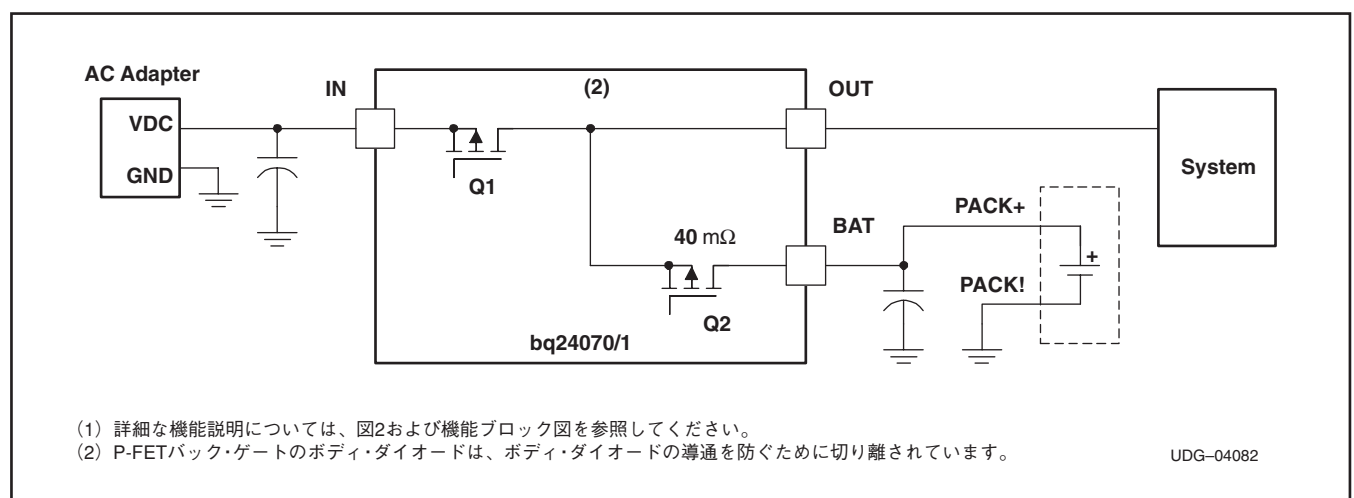 AC Adapter
VDC
GND
IN
(2)
OUT
Q1
System
40 mΩ
BAT
PACK+
+
PACK!
Q2
bq24070/1
(1) 詳細な機能説明については、図2および機能ブロック図を参照してください。
(2) P-FETバック・ゲートのボディ・ダイオードは、ボディ・ダイオードの導通を防ぐために切り離されています。
UDG–04082